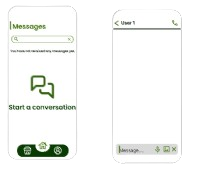 Messages
You have not received any messages yet.
Start a conversation
User 1
Message...